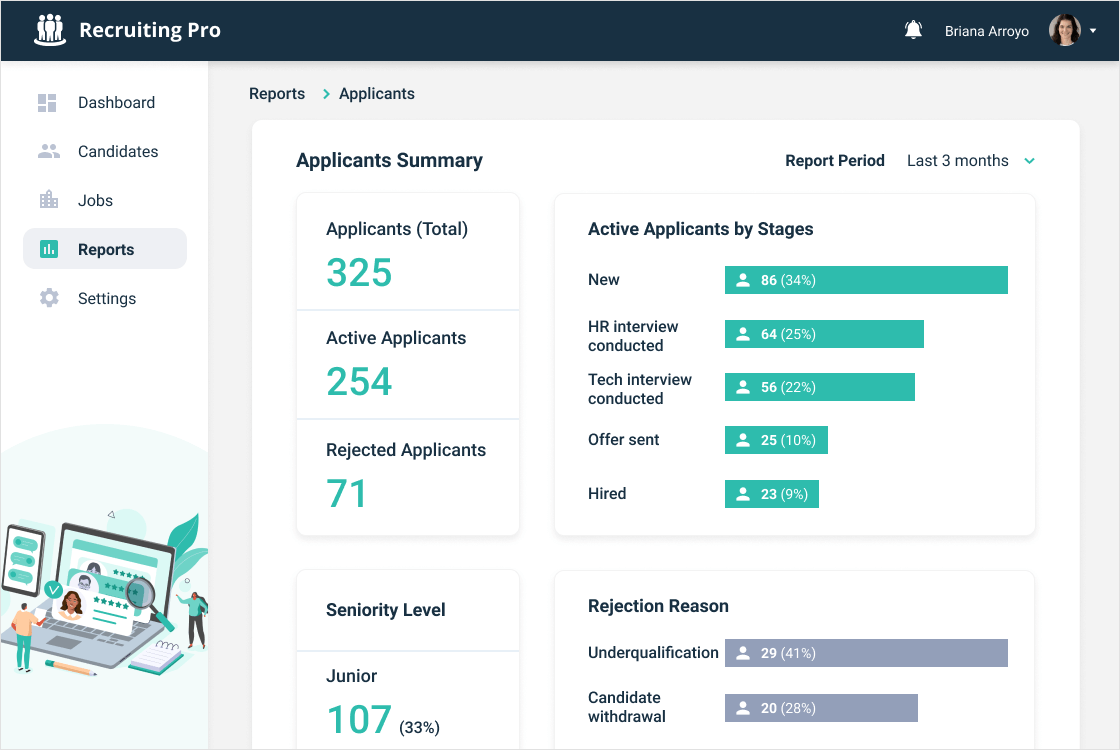 Recruiting Pro
Briana Arroyo
Dashboard
Candidates
Jobs
Reports
Settings
Reports
Applicants
Applicants Summary
Report Period
Last 3 months
Applicants (Total)
325
Active Applicants
254
Rejected Applicants
71
Active Applicants by Stages
New
86 (34%)
HR interview
conducted
64 (25%)
Tech interview
conducted
56 (22%)
Offer sent
25 (10%)
Hired
23 (9%)
Seniority Level
Junior
107 (33%)
Rejection Reason
Underqualification
29 (41%)
Candidate
withdrawal
20 (28%)